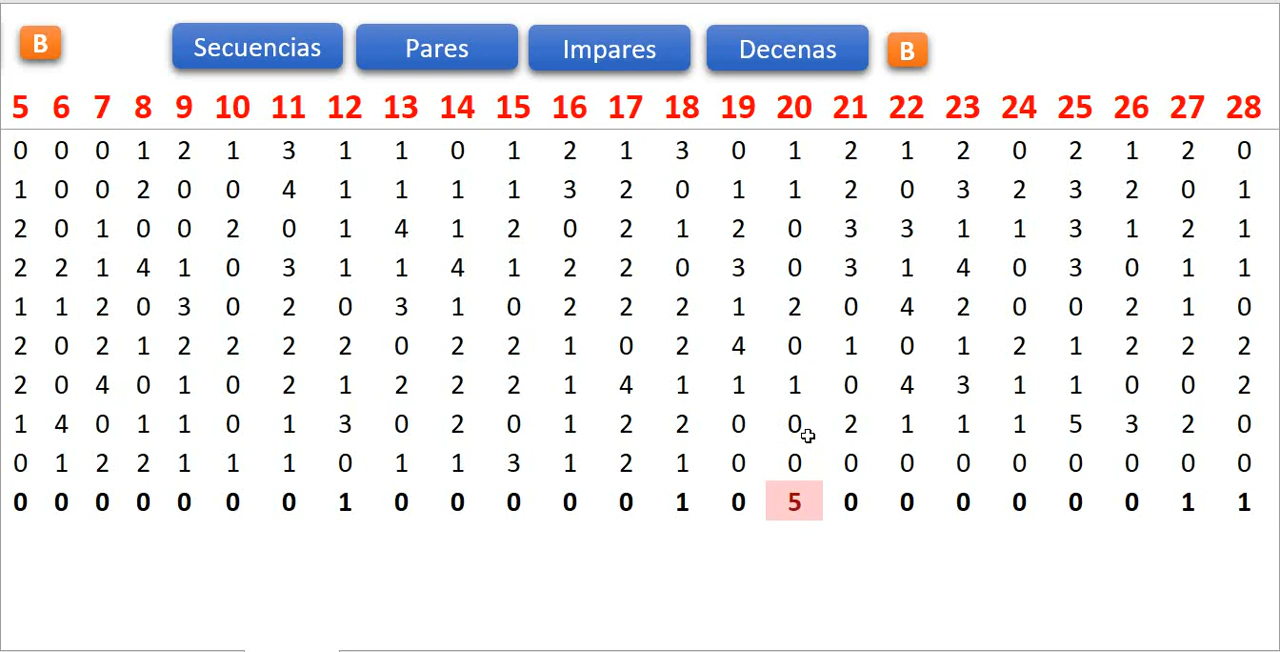 B Secuencias Pares Impares Decenas B
5 6 7 8 9 10 11 12 13 14 15 16 17 18 19 20 21 22 23 24 25 26 27 28
0 0 0 1 2 1 3 1 1 0 1 2 1 3 0 1 2 1 2 0 2 1 2 0
1 0 0 2 0 0 4 1 1 1 1 3 2 0 1 1 2 0 3 2 3 2 0 1
2 0 1 0 0 2 0 1 4 1 2 0 2 1 2 0 3 3 1 1 3 1 2 1
2 2 1 4 1 0 3 1 1 4 1 2 2 0 3 0 3 1 4 0 3 0 1 1
1 1 2 0 3 0 2 0 3 1 0 2 2 2 1 2 0 4 2 0 0 2 1 0
2 0 2 1 2 2 2 2 0 2 2 1 0 2 4 0 1 0 1 2 1 2 2 2
2 0 4 0 1 0 2 1 2 2 2 1 4 1 1 1 0 4 3 1 1 0 0 2
1 4 0 1 1 0 1 3 0 2 0 1 2 2 0 0 2 1 1 1 5 3 2 0
0 1 2 2 1 1 1 0 1 1 3 1 2 1 0 0 0 0 0 0 0 0 0 0
0 0 0 0 0 0 0 1 0 0 0 0 0 1 0 5 0 0 0 0 0 0 1 1